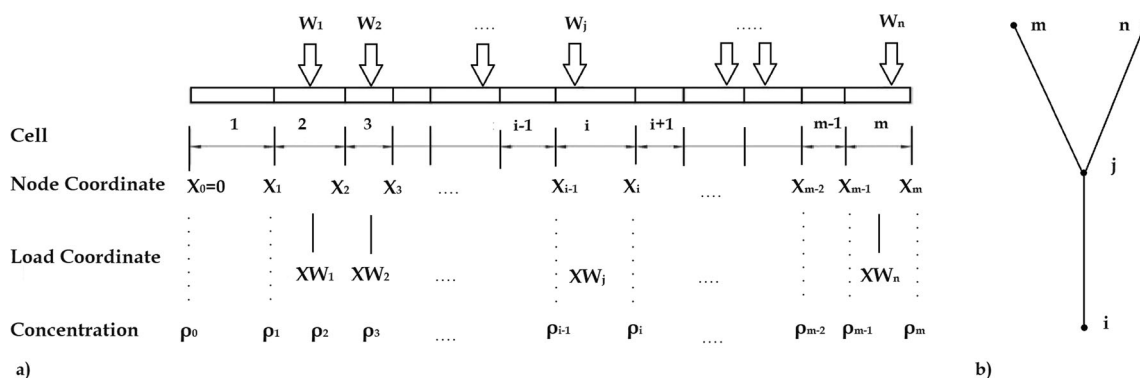 W₁ W₂ .... Wⱼ ..... Wₙ
Cell 1 2 3 i-1 i i+1 m-1 m
Node Coordinate X₀=0 X₁ X₂ X₃ .... Xᵢ₋₁ Xᵢ .... Xₘ₋₂ Xₘ₋₁ Xₘ
Load Coordinate XW₁ XW₂ .... XWⱼ .... XWₙ
Concentration ρ₀ ρ₁ ρ₂ ρ₃ .... ρᵢ₋₁ ρᵢ .... ρₘ₋₂ ρₘ₋₁ ρₘ
a)
m n
j
i
b)